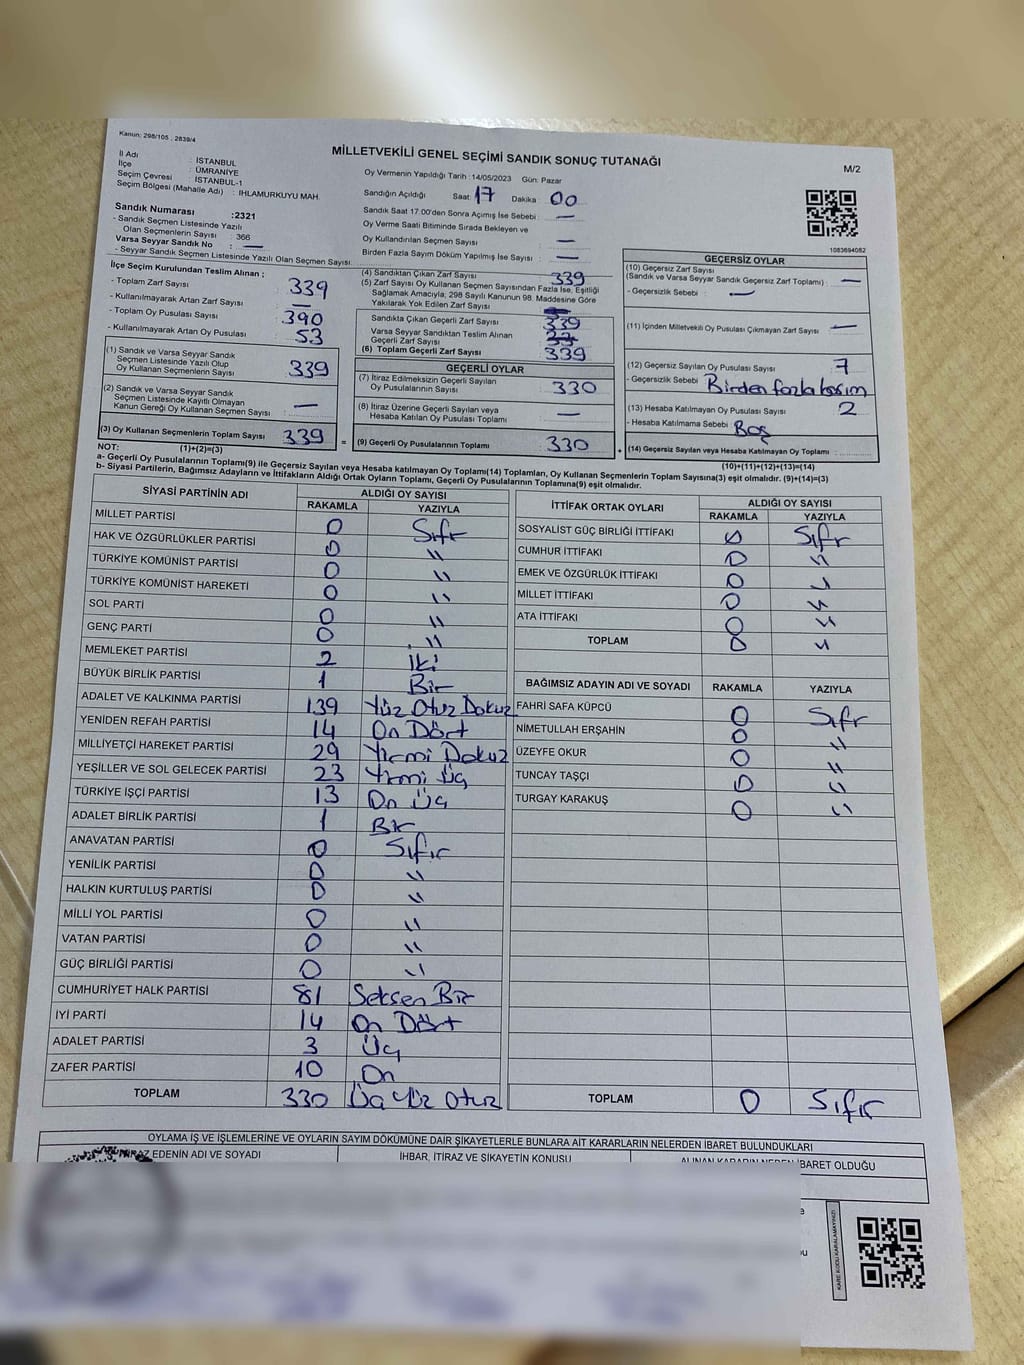 Kanun: 298/105 , 2839/4
MİLLETVEKİLİ GENEL SEÇİMİ SANDIK SONUÇ TUTANAĞI
M/2
İl Adı : İSTANBUL
İlçe : ÜMRANİYE
Seçim Çevresi : İSTANBUL-1
Seçim Bölgesi (Mahalle Adı) : IHLAMURKUYU MAH.
Oy Vermenin Yapıldığı Tarih : 14/05/2023 Gün: Pazar
Sandığın Açıldığı Saat 17 Dakika 00
Sandık Saat 17.00'den Sonra Açımış İse Sebebi : —
Oy Verme Saati Bitiminde Sırada Bekleyen ve
Oy Kullandırılan Seçmen Sayısı : —
Birden Fazla Sayım Döküm Yapılmış İse Sayısı : —
1083694082
Sandık Numarası :2321
- Sandık Seçmen Listesinde Yazılı
Olan Seçmenlerin Sayısı : 366
Varsa Seyyar Sandık No : —
- Seyyar Sandık Seçmen Listesinde Yazılı Olan Seçmen Sayısı:
İlçe Seçim Kurulundan Teslim Alınan ;
- Toplam Zarf Sayısı : 339
- Kullanılmayarak Artan Zarf Sayısı : —
- Toplam Oy Pusulası Sayısı : 390
- Kullanılmayarak Artan Oy Pusulası : 53
(1) Sandık ve Varsa Seyyar Sandık
Seçmen Listesinde Yazılı Olup
Oy Kullanan Seçmenlerin Sayısı : 339
(2) Sandık ve Varsa Seyyar Sandık
Seçmen Listesinde Kayıtlı Olmayan
Kanun Gereği Oy Kullanan Seçmen Sayısı : —
(3) Oy Kullanan Seçmenlerin Toplam Sayısı : 339
(1)+(2)=(3)
(4) Sandıktan Çıkan Zarf Sayısı : 339
(5) Zarf Sayısı Oy Kullanan Seçmen Sayısından Fazla İse, Eşitliği
Sağlamak Amacıyla, 298 Sayılı Kanunun 98. Maddesine Göre
Yakılarak Yok Edilen Zarf Sayısı :
Sandıkta Çıkan Geçerli Zarf Sayısı : 339
Varsa Seyyar Sandıktan Teslim Alınan
Geçerli Zarf Sayısı :
(6) Toplam Geçerli Zarf Sayısı : 339
GEÇERLİ OYLAR
(7) İtiraz Edilmeksizin Geçerli Sayılan
Oy Pusulalarının Sayısı : 330
(8) İtiraz Üzerine Geçerli Sayılan veya
Hesaba Katılan Oy Pusulası Toplamı : —
= (9) Geçerli Oy Pusulalarının Toplamı : 330
GEÇERSİZ OYLAR
(10) Geçersiz Zarf Sayısı
(Sandık ve Varsa Seyyar Sandık Geçersiz Zarf Toplamı) : —
- Geçersizlik Sebebi : —
(11) İçinden Milletvekili Oy Pusulası Çıkmayan Zarf Sayısı : —
(12) Geçersiz Sayılan Oy Pusulası Sayısı : 7
- Geçersizlik Sebebi : Birden fazla basım
(13) Hesaba Katılmayan Oy Pusulası Sayısı : 2
- Hesaba Katılmama Sebebi : Boş
+ (14) Geçersiz Sayılan veya Hesaba Katılmayan Oy Toplamı :
(10)+(11)+(12)+(13)=(14)
NOT:
a- Geçerli Oy Pusulalarının Toplamı(9) ile Geçersiz Sayılan veya Hesaba katılmayan Oy Toplamı(14) Toplamları, Oy Kullanan Seçmenlerin Toplam Sayısına(3) eşit olmalıdır. (9)+(14)=(3)
b- Siyasi Partilerin, Bağımsız Adayların ve İttifakların Aldığı Ortak Oyların Toplamı, Geçerli Oy Pusulalarının Toplamına(9) eşit olmalıdır.
SİYASİ PARTİNİN ADI ALDIĞI OY SAYISI
RAKAMLA YAZIYLA
MİLLET PARTİSİ 0 Sıfır
HAK VE ÖZGÜRLÜKLER PARTİSİ 0 "
TÜRKİYE KOMÜNİST PARTİSİ 0 "
TÜRKİYE KOMÜNİST HAREKETİ 0 "
SOL PARTİ 0 "
GENÇ PARTİ 0 "
MEMLEKET PARTİSİ 2 İki
BÜYÜK BİRLİK PARTİSİ 1 Bir
ADALET VE KALKINMA PARTİSİ 139 Yüz Otuz Dokuz
YENİDEN REFAH PARTİSİ 14 On Dört
MİLLİYETÇİ HAREKET PARTİSİ 29 Yirmi Dokuz
YEŞİLLER VE SOL GELECEK PARTİSİ 23 Yirmi Üç
TÜRKİYE İŞÇİ PARTİSİ 13 On Üç
ADALET BİRLİK PARTİSİ 1 Bir
ANAVATAN PARTİSİ 0 Sıfır
YENİLİK PARTİSİ 0 "
HALKIN KURTULUŞ PARTİSİ 0 "
MİLLİ YOL PARTİSİ 0 "
VATAN PARTİSİ 0 "
GÜÇ BİRLİĞİ PARTİSİ 0 "
CUMHURİYET HALK PARTİSİ 81 Seksen Bir
İYİ PARTİ 14 On Dört
ADALET PARTİSİ 3 Üç
ZAFER PARTİSİ 10 On
TOPLAM 330 Üç Yüz Otuz
İTTİFAK ORTAK OYLARI ALDIĞI OY SAYISI
RAKAMLA YAZIYLA
SOSYALİST GÜÇ BİRLİĞİ İTTİFAKI 0 Sıfır
CUMHUR İTTİFAKI 0 "
EMEK VE ÖZGÜRLÜK İTTİFAKI 0 "
MİLLET İTTİFAKI 0 "
ATA İTTİFAKI 0 "
TOPLAM 0 "
BAĞIMSIZ ADAYIN ADI VE SOYADI RAKAMLA YAZIYLA
FAHRİ SAFA KÜPCÜ 0 Sıfır
NİMETULLAH ERŞAHİN 0 "
ÜZEYFE OKUR 0 "
TUNCAY TAŞÇI 0 "
TURGAY KARAKUŞ 0 "
TOPLAM 0 Sıfır
OYLAMA İŞ VE İŞLEMLERİNE VE OYLARIN SAYIM DÖKÜMÜNE DAİR ŞİKAYETLERLE BUNLARA AİT KARARLARIN NELERDEN İBARET BULUNDUKLARI
EDENİN ADI VE SOYADI İHBAR, İTİRAZ VE ŞİKAYETİN KONUSU ALINAN KARARIN NEDEN İBARET OLDUĞU
KARE KODU KARALAMAYINIZ!